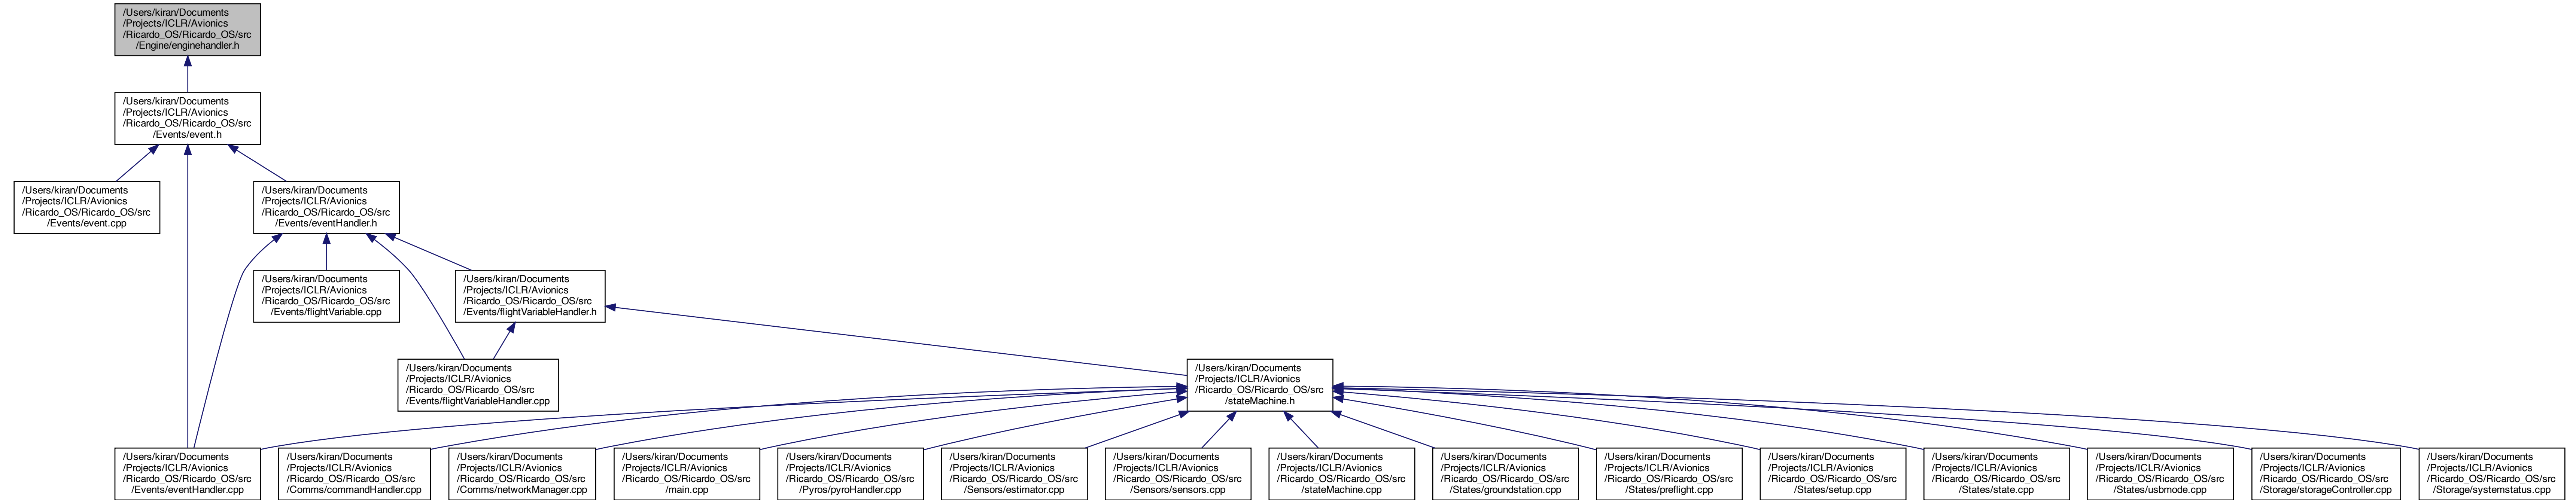 /Users/kiran/Documents
/Projects/ICLR/Avionics
/Ricardo_OS/Ricardo_OS/src
/Engine/enginehandler.h
/Users/kiran/Documents
/Projects/ICLR/Avionics
/Ricardo_OS/Ricardo_OS/src
/Events/event.h
/Users/kiran/Documents
/Projects/ICLR/Avionics
/Ricardo_OS/Ricardo_OS/src
/Events/event.cpp
/Users/kiran/Documents
/Projects/ICLR/Avionics
/Ricardo_OS/Ricardo_OS/src
/Events/eventHandler.h
/Users/kiran/Documents
/Projects/ICLR/Avionics
/Ricardo_OS/Ricardo_OS/src
/Events/flightVariable.cpp
/Users/kiran/Documents
/Projects/ICLR/Avionics
/Ricardo_OS/Ricardo_OS/src
/Events/flightVariableHandler.h
/Users/kiran/Documents
/Projects/ICLR/Avionics
/Ricardo_OS/Ricardo_OS/src
/Events/flightVariableHandler.cpp
/Users/kiran/Documents
/Projects/ICLR/Avionics
/Ricardo_OS/Ricardo_OS/src
/stateMachine.h
/Users/kiran/Documents
/Projects/ICLR/Avionics
/Ricardo_OS/Ricardo_OS/src
/Events/eventHandler.cpp
/Users/kiran/Documents
/Projects/ICLR/Avionics
/Ricardo_OS/Ricardo_OS/src
/Comms/commandHandler.cpp
/Users/kiran/Documents
/Projects/ICLR/Avionics
/Ricardo_OS/Ricardo_OS/src
/Comms/networkManager.cpp
/Users/kiran/Documents
/Projects/ICLR/Avionics
/Ricardo_OS/Ricardo_OS/src
/main.cpp
/Users/kiran/Documents
/Projects/ICLR/Avionics
/Ricardo_OS/Ricardo_OS/src
/Pyros/pyroHandler.cpp
/Users/kiran/Documents
/Projects/ICLR/Avionics
/Ricardo_OS/Ricardo_OS/src
/Sensors/estimator.cpp
/Users/kiran/Documents
/Projects/ICLR/Avionics
/Ricardo_OS/Ricardo_OS/src
/Sensors/sensors.cpp
/Users/kiran/Documents
/Projects/ICLR/Avionics
/Ricardo_OS/Ricardo_OS/src
/stateMachine.cpp
/Users/kiran/Documents
/Projects/ICLR/Avionics
/Ricardo_OS/Ricardo_OS/src
/States/groundstation.cpp
/Users/kiran/Documents
/Projects/ICLR/Avionics
/Ricardo_OS/Ricardo_OS/src
/States/preflight.cpp
/Users/kiran/Documents
/Projects/ICLR/Avionics
/Ricardo_OS/Ricardo_OS/src
/States/setup.cpp
/Users/kiran/Documents
/Projects/ICLR/Avionics
/Ricardo_OS/Ricardo_OS/src
/States/state.cpp
/Users/kiran/Documents
/Projects/ICLR/Avionics
/Ricardo_OS/Ricardo_OS/src
/States/usbmode.cpp
/Users/kiran/Documents
/Projects/ICLR/Avionics
/Ricardo_OS/Ricardo_OS/src
/Storage/storageController.cpp
/Users/kiran/Documents
/Projects/ICLR/Avionics
/Ricardo_OS/Ricardo_OS/src
/Storage/systemstatus.cpp